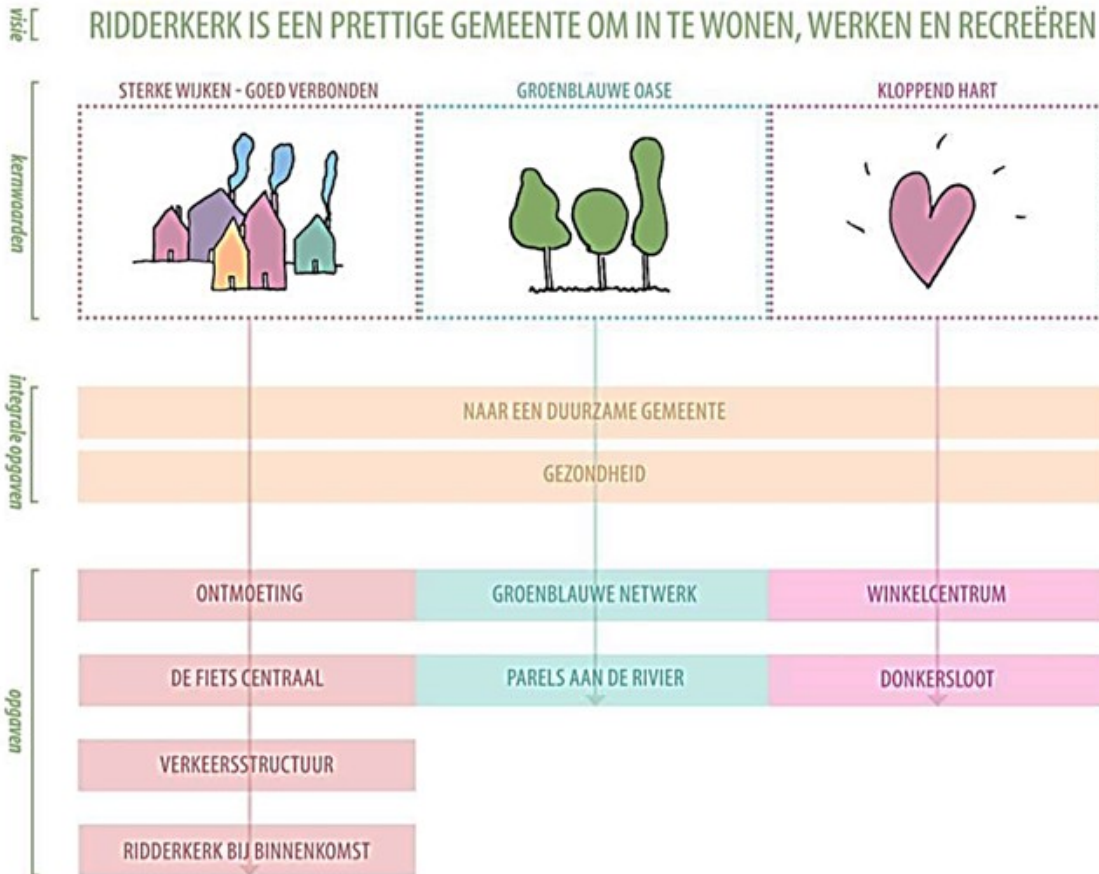 visie
RIDDERKERK IS EEN PRETTIGE GEMEENTE OM IN TE WONEN, WERKEN EN RECREËREN
kernwaarden
STERKE WIJKEN - GOED VERBONDEN
GROENBLAUWE OASE
KLOPPEND HART
integrale opgaven
NAAR EEN DUURZAME GEMEENTE
GEZONDHEID
opgaven
ONTMOETING
GROENBLAUWE NETWERK
WINKELCENTRUM
DE FIETS CENTRAAL
PARELS AAN DE RIVIER
DONKERSLOOT
VERKEERSSTRUCTUUR
RIDDERKERK BIJ BINNENKOMST